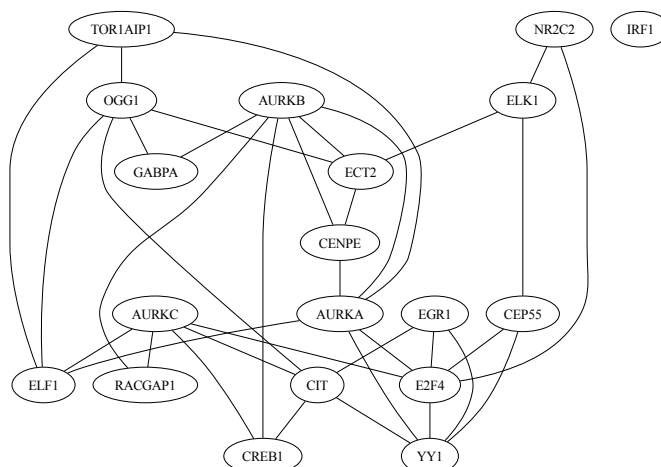 TOR1AIP1 NR2C2 IRF1
OGG1 AURKB ELK1
GABPA ECT2
CENPE
AURKC AURKA EGR1 CEP55
ELF1 RACGAP1 CIT E2F4
CREB1 YY1